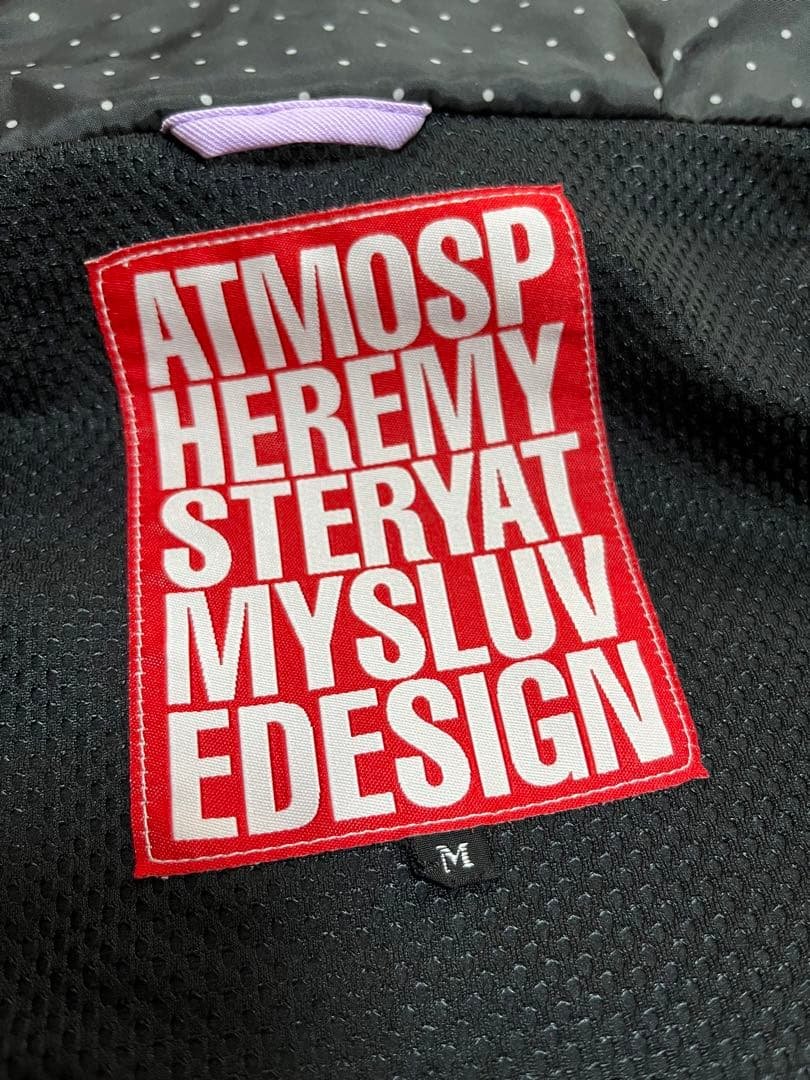 ATMOSP
HEREMY
STERYAT
MYSLUV
EDESIGN
M